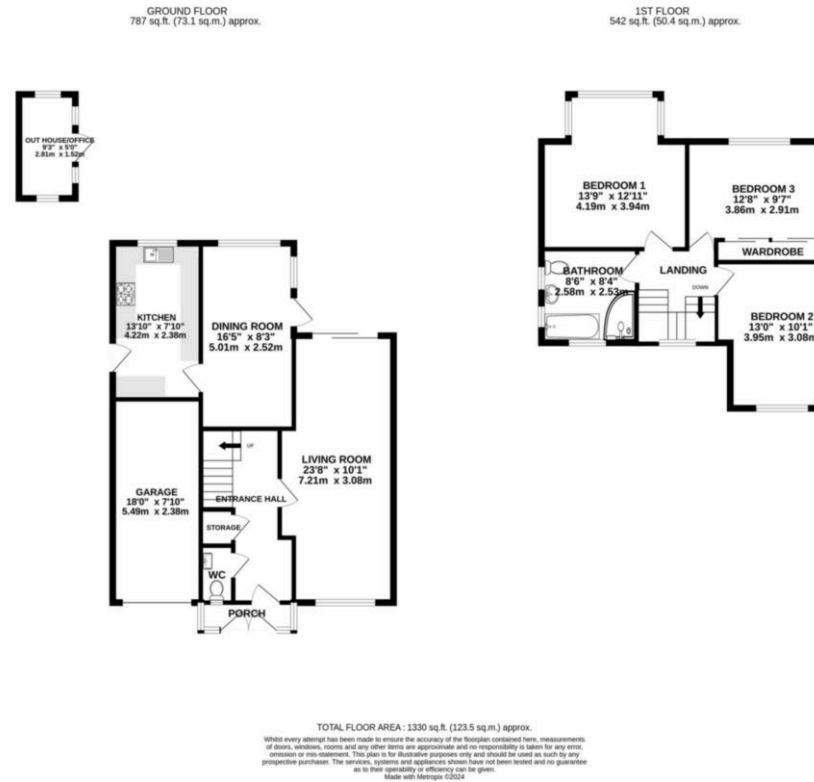 GROUND FLOOR
787 sq.ft. (73.1 sq.m.) approx.
1ST FLOOR
542 sq.ft. (50.4 sq.m.) approx.
OUT HOUSE/OFFICE
9'3" x 5'0"
2.81m x 1.52m
BEDROOM 1
13'9" x 12'11"
4.19m x 3.94m
BEDROOM 3
12'8" x 9'7"
3.86m x 2.91m
WARDROBE
BATHROOM
8'6" x 8'4"
2.58m x 2.53m
LANDING
DOWN
BEDROOM 2
13'0" x 10'1"
3.95m x 3.08m
KITCHEN
13'10" x 7'10"
4.22m x 2.38m
DINING ROOM
16'5" x 8'3"
5.01m x 2.52m
UP
LIVING ROOM
23'8" x 10'1"
7.21m x 3.08m
GARAGE
18'0" x 7'10"
5.49m x 2.38m
ENTRANCE HALL
STORAGE
WC
PORCH
TOTAL FLOOR AREA : 1330 sq.ft. (123.5 sq.m.) approx.
Whilst every attempt has been made to ensure the accuracy of the floorplan contained here, measurements
of doors, windows, rooms and any other items are approximate and no responsibility is taken for any error,
omission or mis-statement. This plan is for illustrative purposes only and should be used as such by any
prospective purchaser. The services, systems and appliances shown have not been tested and no guarantee
as to their operability or efficiency can be given.
Made with Metropix ©2024